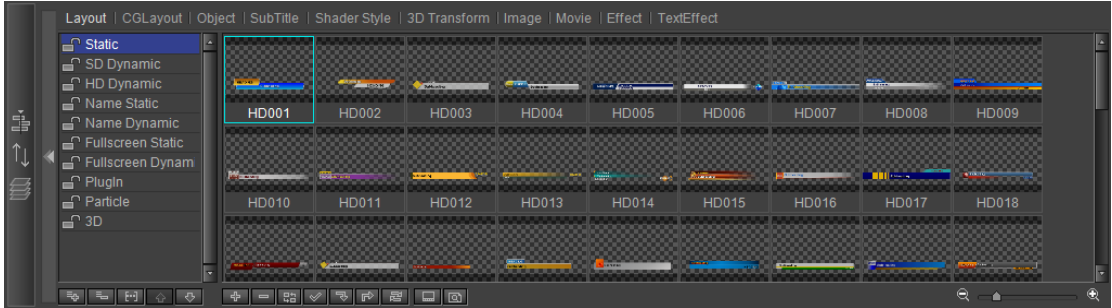 Layout | CGLayout | Object | SubTitle | Shader Style | 3D Transform | Image | Movie | Effect | TextEffect
Static
SD Dynamic
HD Dynamic
Name Static
Name Dynamic
Fullscreen Static
Fullscreen Dynami
PlugIn
Particle
3D
HD001 HD002 HD003 HD004 HD005 HD006 HD007 HD008 HD009
HD010 HD011 HD012 HD013 HD014 HD015 HD016 HD017 HD018